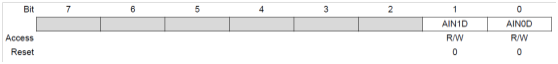 Bit 7 6 5 4 3 2 1 0
AIN1D AIN0D
Access R/W R/W
Reset 0 0